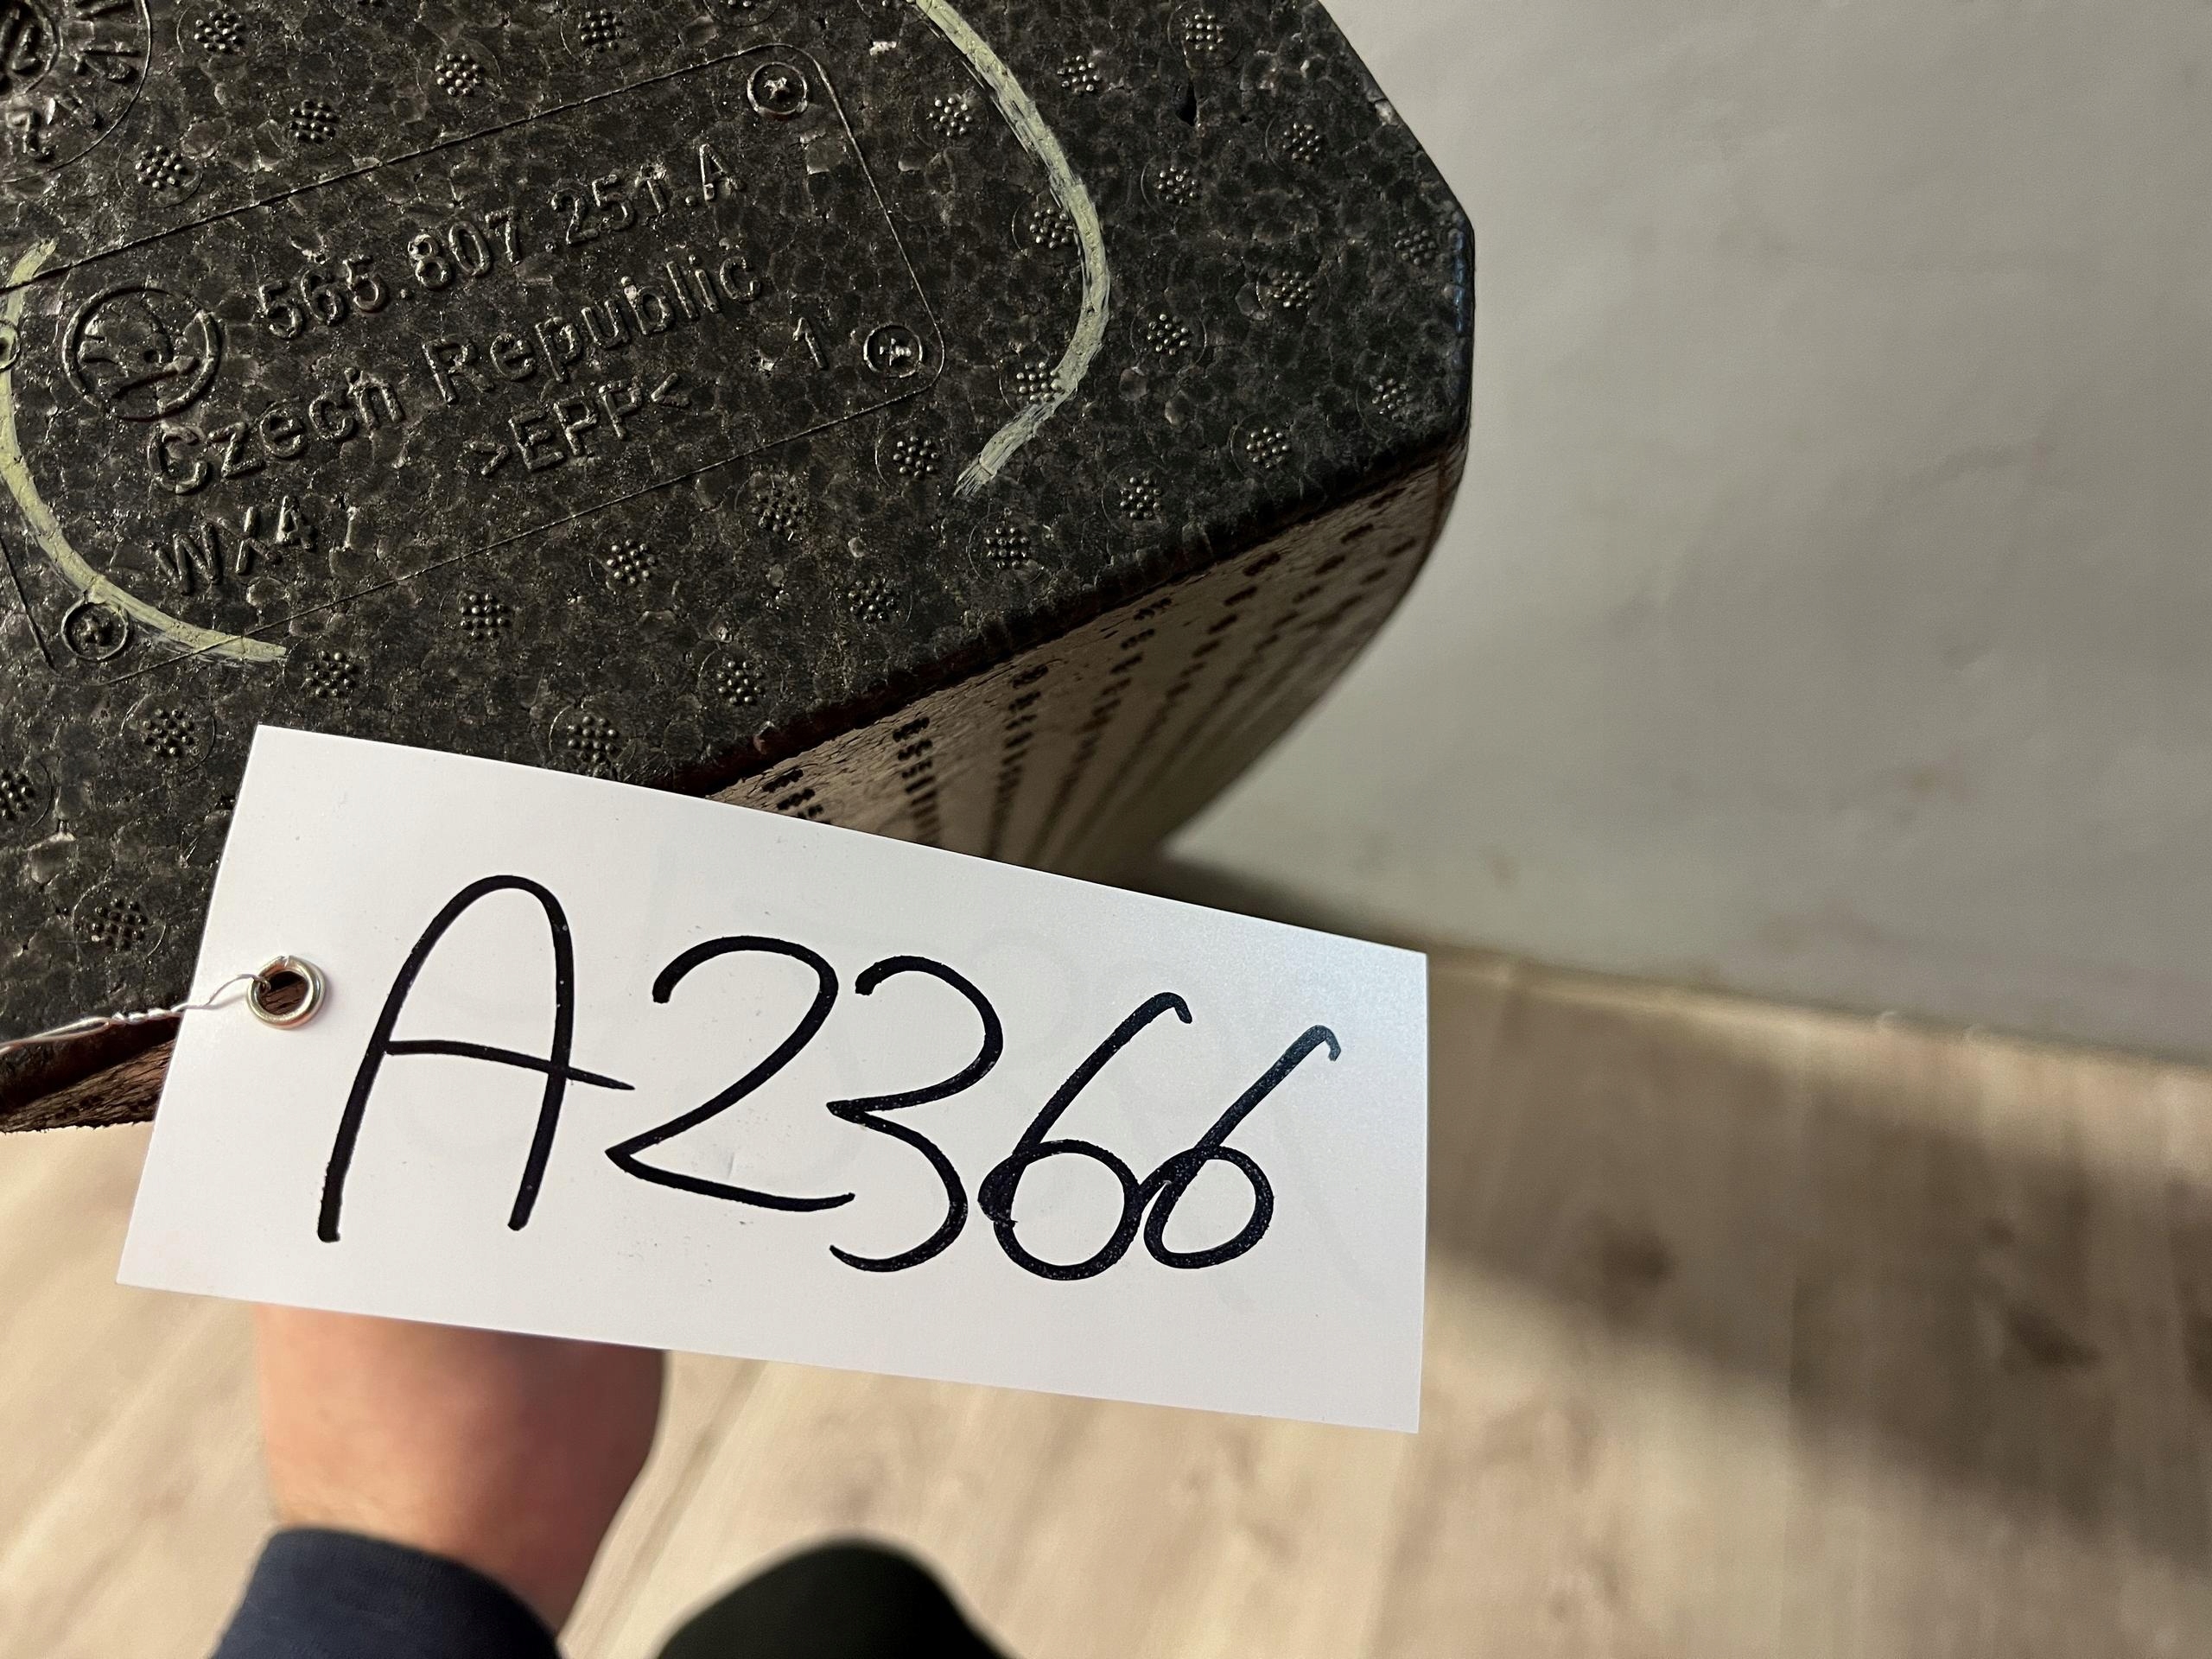 565.807.251.A
Czech Republic
>EPP< 1
WX4
A2366